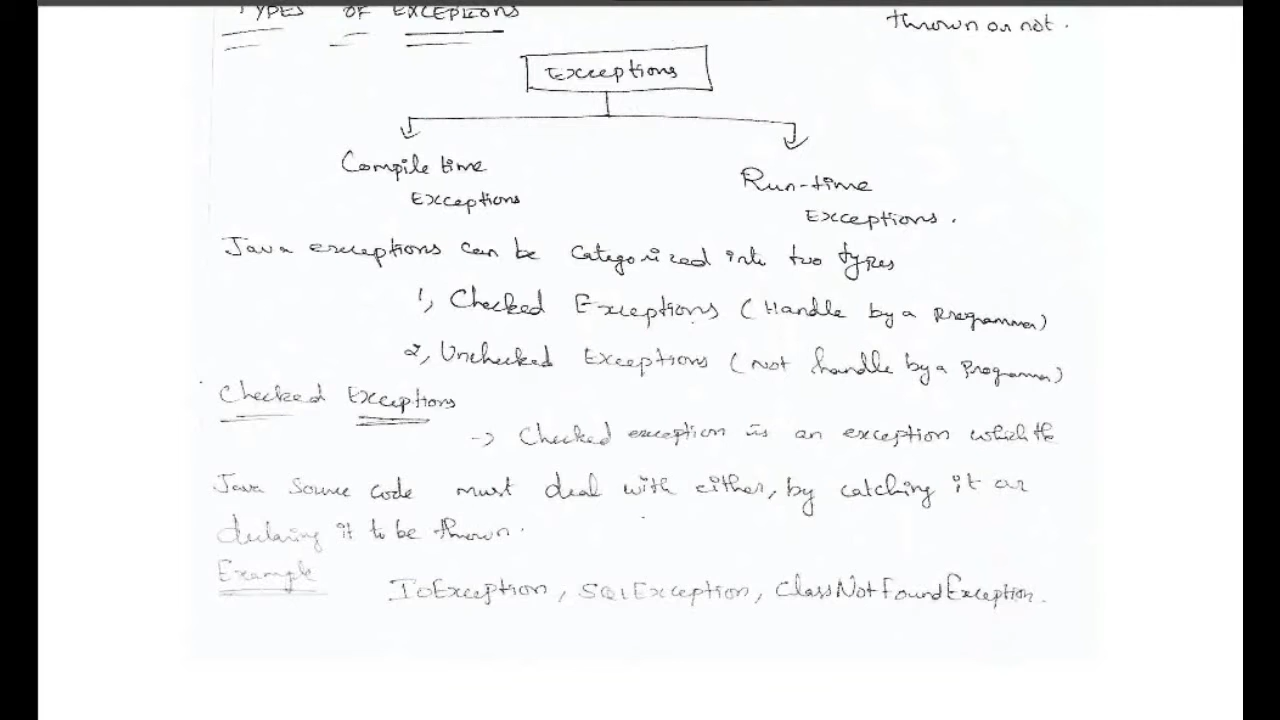 TYPES OF EXCEPTIONS
thrown or not.
Exceptions
Compile time
Exceptions
Run-time
Exceptions.
Java exceptions can be Categorized into two types
1, Checked Exceptions (Handle by a Programmer)
2, Unchecked Exceptions (not handle by a Programmer)
Checked Exceptions
-> Checked exception is an exception which the
Java Source code must deal with either, by catching it or
declaring it to be thrown.
Example
IoException, SQLException, ClassNotFoundException.